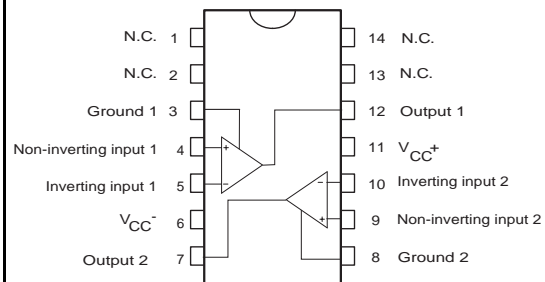 N.C. 1
14 N.C.
N.C. 2
13 N.C.
Ground 1 3
12 Output 1
Non-inverting input 1 4
+
11 VCC+
Inverting input 1 5
−
− 10 Inverting input 2
VCC- 6
+ 9 Non-inverting input 2
Output 2 7
8 Ground 2